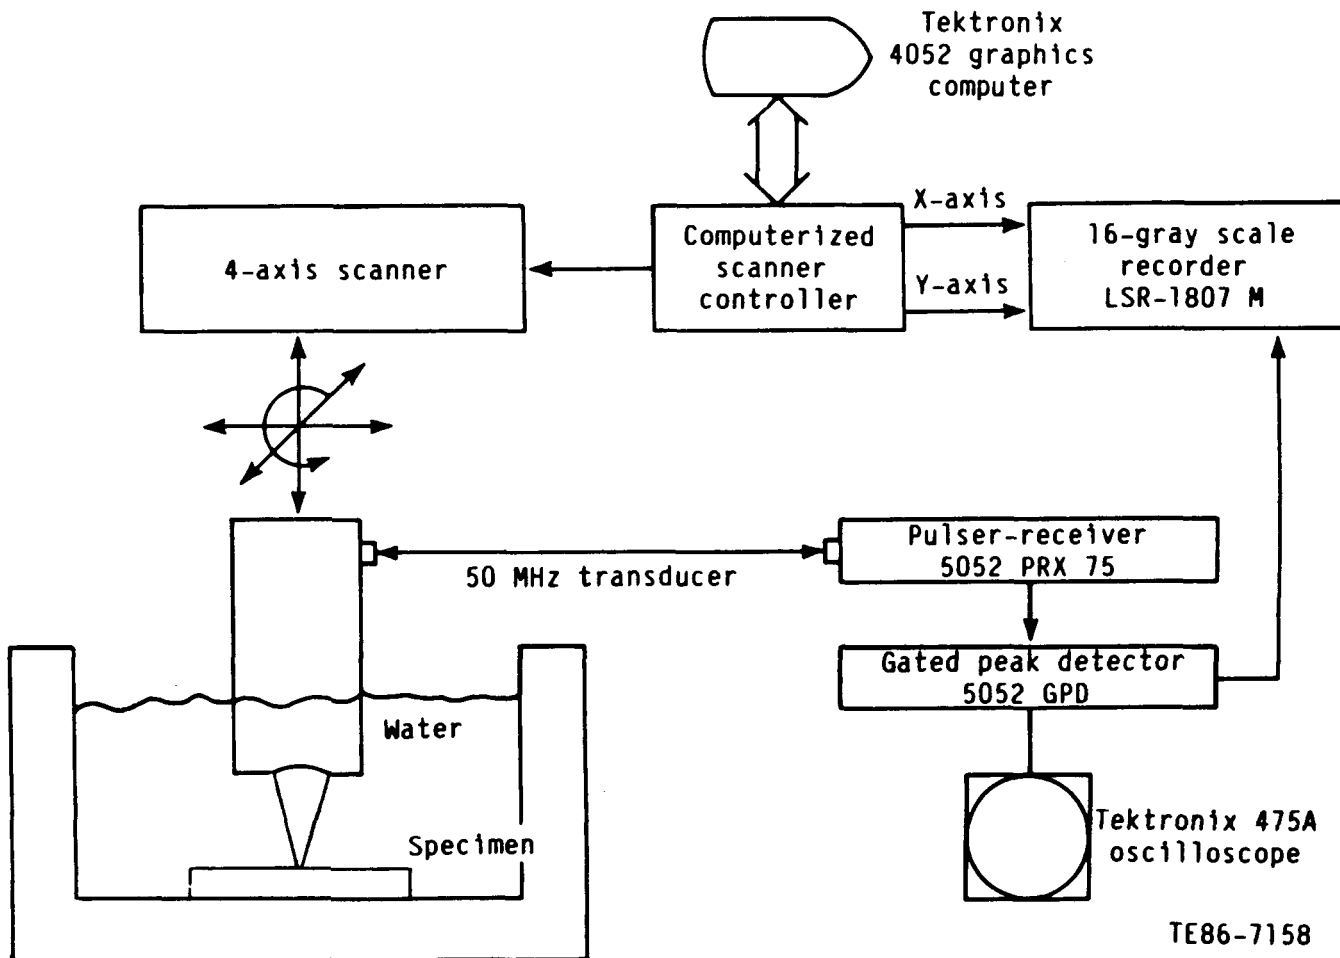 Tektronix
4052 graphics
computer
X-axis
4-axis scanner
Computerized
scanner
controller
16-gray scale
recorder
LSR-1807 M
Y-axis
Pulser-receiver
5052 PRX 75
50 MHz transducer
Gated peak detector
5052 GPD
Water
Specimen
Tektronix 475A
oscilloscope
TE86-7158